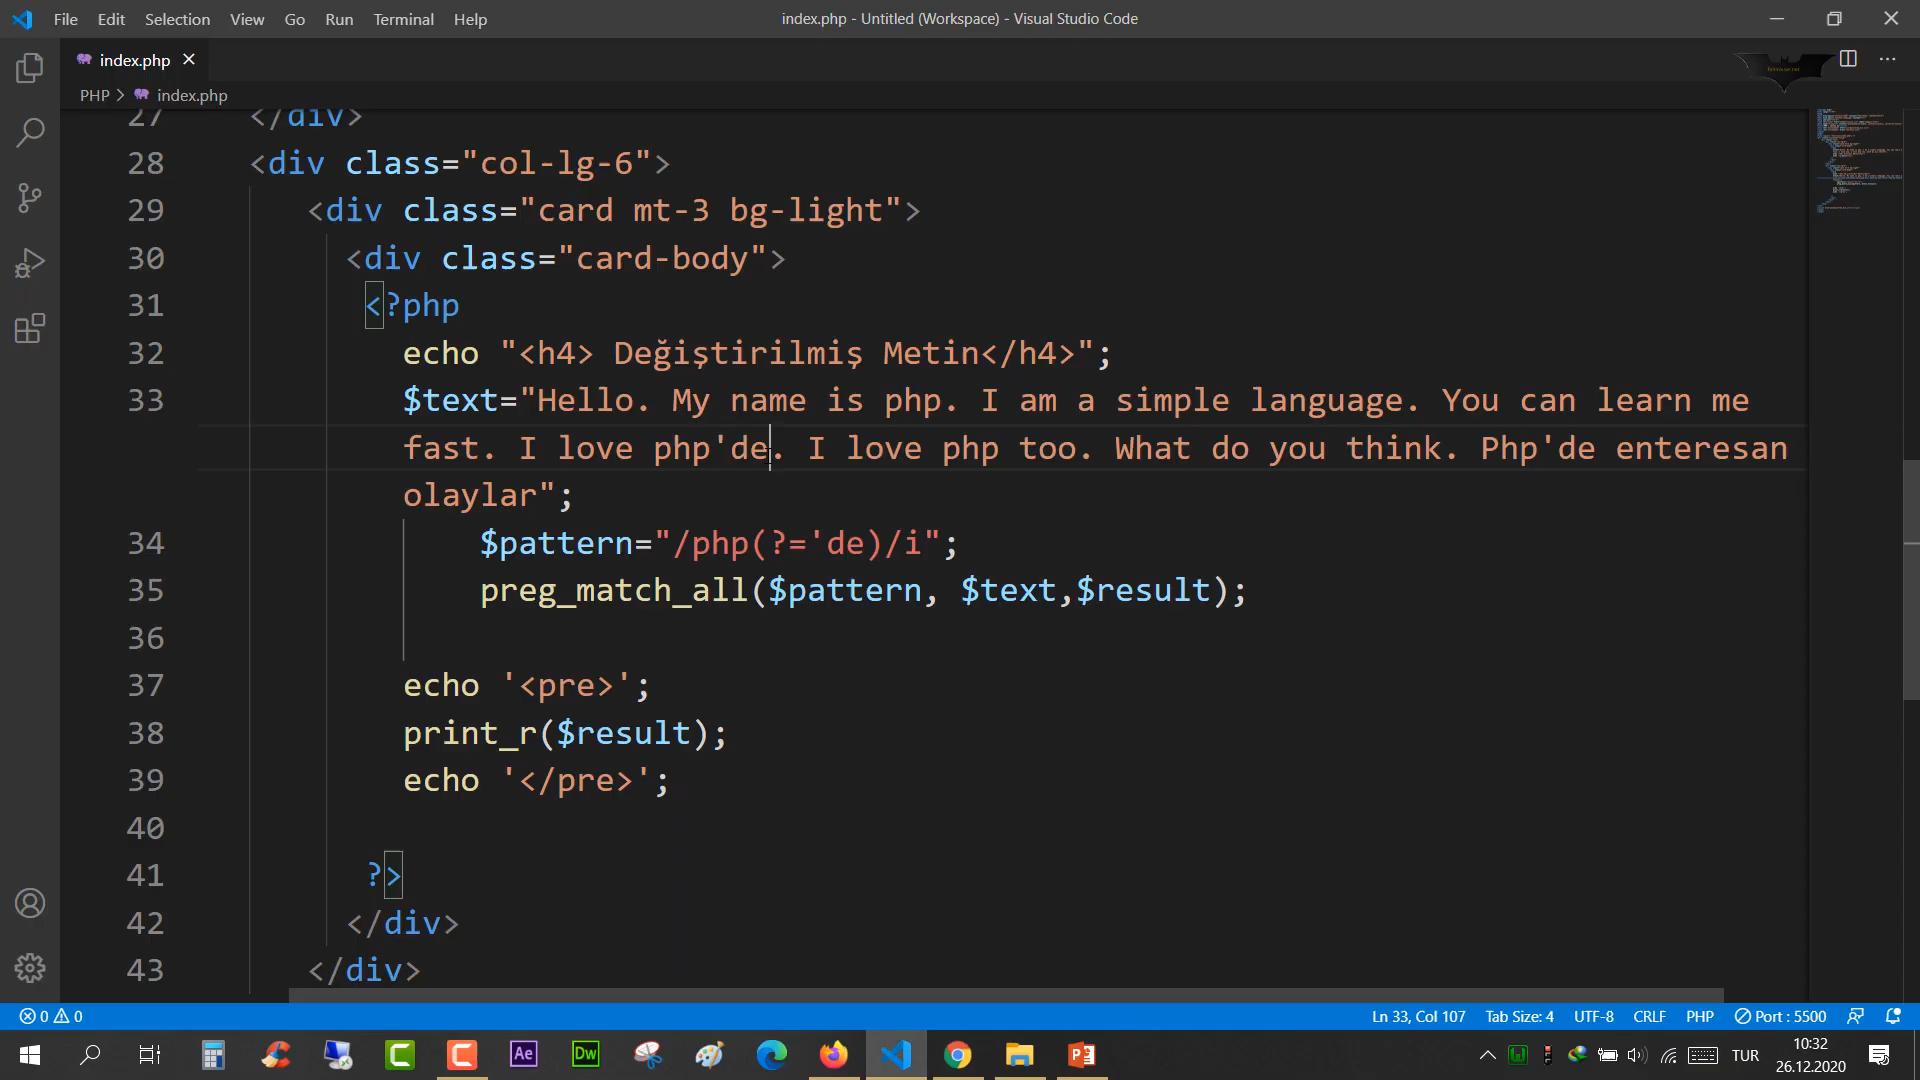 File Edit Selection View Go Run Terminal Help
index.php - Untitled (Workspace) - Visual Studio Code
index.php
PHP > index.php
27 </div>
28 <div class="col-lg-6">
29 <div class="card mt-3 bg-light">
30 <div class="card-body">
31 <?php
32 echo "<h4> Değiştirilmiş Metin</h4>";
33 $text="Hello. My name is php. I am a simple language. You can learn me
fast. I love php'de. I love php too. What do you think. Php'de enteresan
olaylar";
34 $pattern="/php(?='de)/i";
35 preg_match_all($pattern, $text,$result);
36
37 echo '<pre>';
38 print_r($result);
39 echo '</pre>';
40
41 ?>
42 </div>
43 </div>
0 0
Ln 33, Col 107 Tab Size: 4 UTF-8 CRLF PHP Port : 5500
Ae Dw
TUR
10:32
26.12.2020